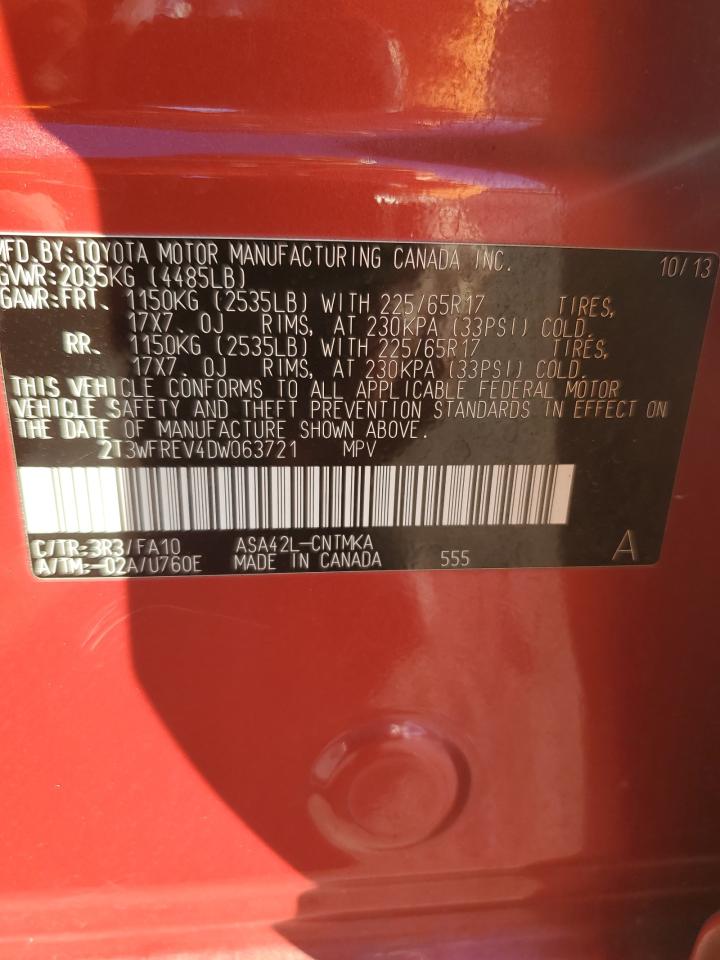 MFD.BY:TOYOTA MOTOR MANUFACTURING CANADA INC. 10/13
GVWR:2035KG (4485LB)
GAWR:FRT. 1150KG (2535LB) WITH 225/65R17 TIRES,
17X7.0J RIMS, AT 230KPA (33PSI) COLD.
RR. 1150KG (2535LB) WITH 225/65R17 TIRES,
17X7.0J RIMS, AT 230KPA (33PSI) COLD.
THIS VEHICLE CONFORMS TO ALL APPLICABLE FEDERAL MOTOR
VEHICLE SAFETY AND THEFT PREVENTION STANDARDS IN EFFECT ON
THE DATE OF MANUFACTURE SHOWN ABOVE.
2T3WFREV4DW063721 MPV
C/TR:3R3/FA10 ASA42L-CNTMKA
A/TM:-02A/U760E MADE IN CANADA 555 A